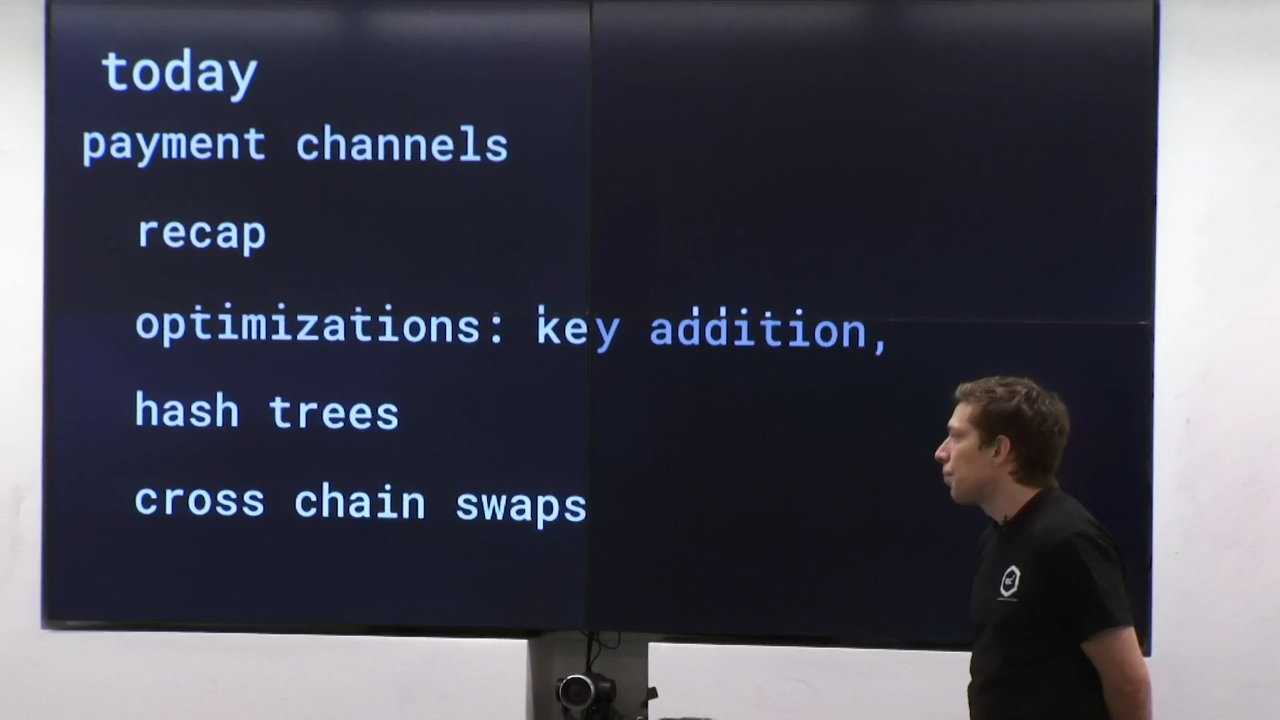 today
payment channels
recap
optimizations: key addition,
hash trees
cross chain swaps